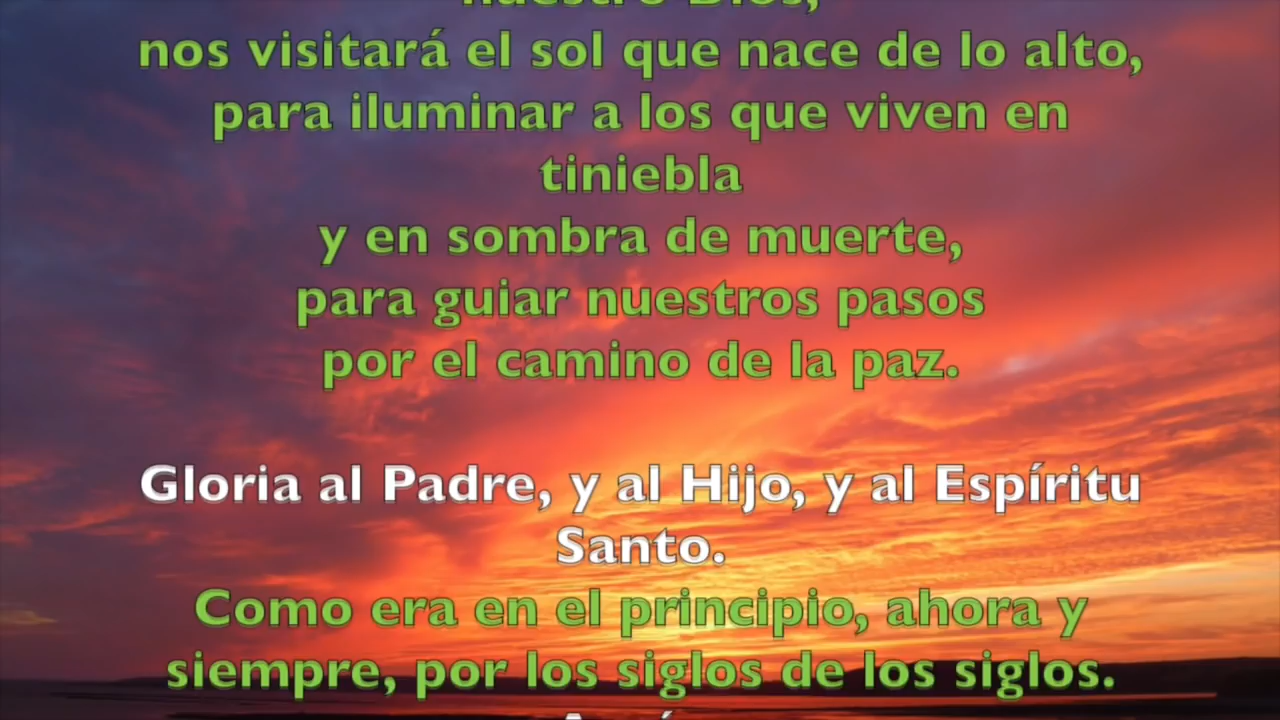 nuestro Dios,
nos visitará el sol que nace de lo alto,
para iluminar a los que viven en
tiniebla
y en sombra de muerte,
para guiar nuestros pasos
por el camino de la paz.
Gloria al Padre, y al Hijo, y al Espíritu
Santo.
Como era en el principio, ahora y
siempre, por los siglos de los siglos.